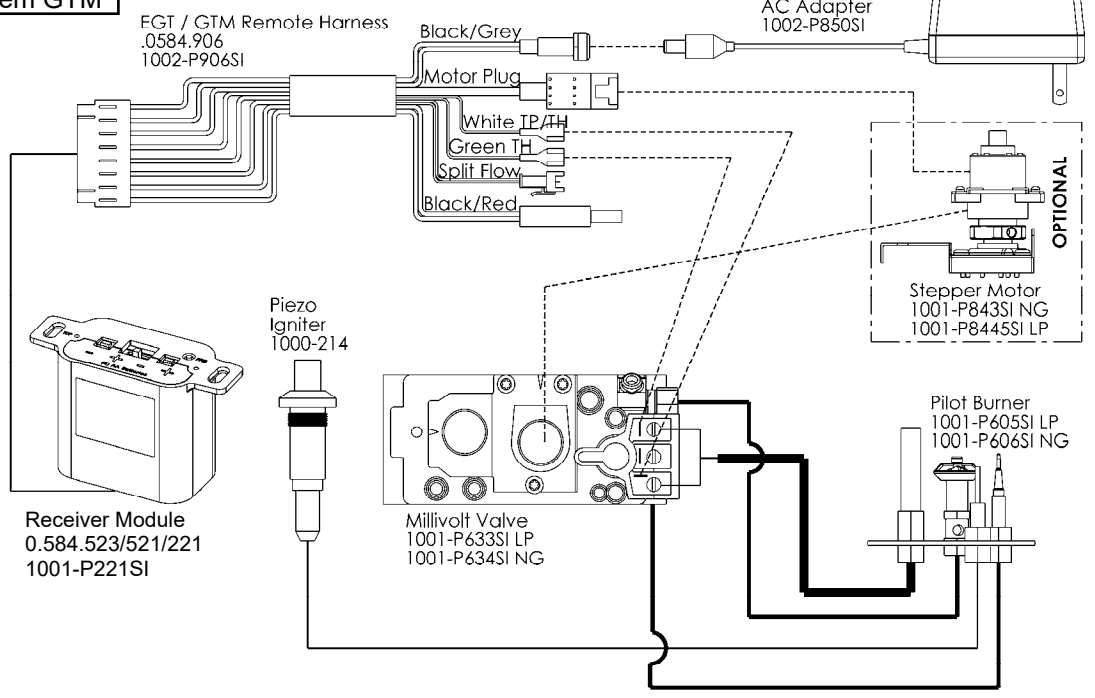 GTM
EGT / GTM Remote Harness
.0584.906
1002-P906SI
Black/Grey
AC Adapter
1002-P850SI
Motor Plug
White TP/TH
Green TH
Split Flow
Black/Red
OPTIONAL
Stepper Motor
1001-P843SI NG
1001-P8445SI LP
Piezo
Igniter
1000-214
Pilot Burner
1001-P605SI LP
1001-P606SI NG
Receiver Module
0.584.523/521/221
1001-P221SI
Millivolt Valve
1001-P633SI LP
1001-P634SI NG